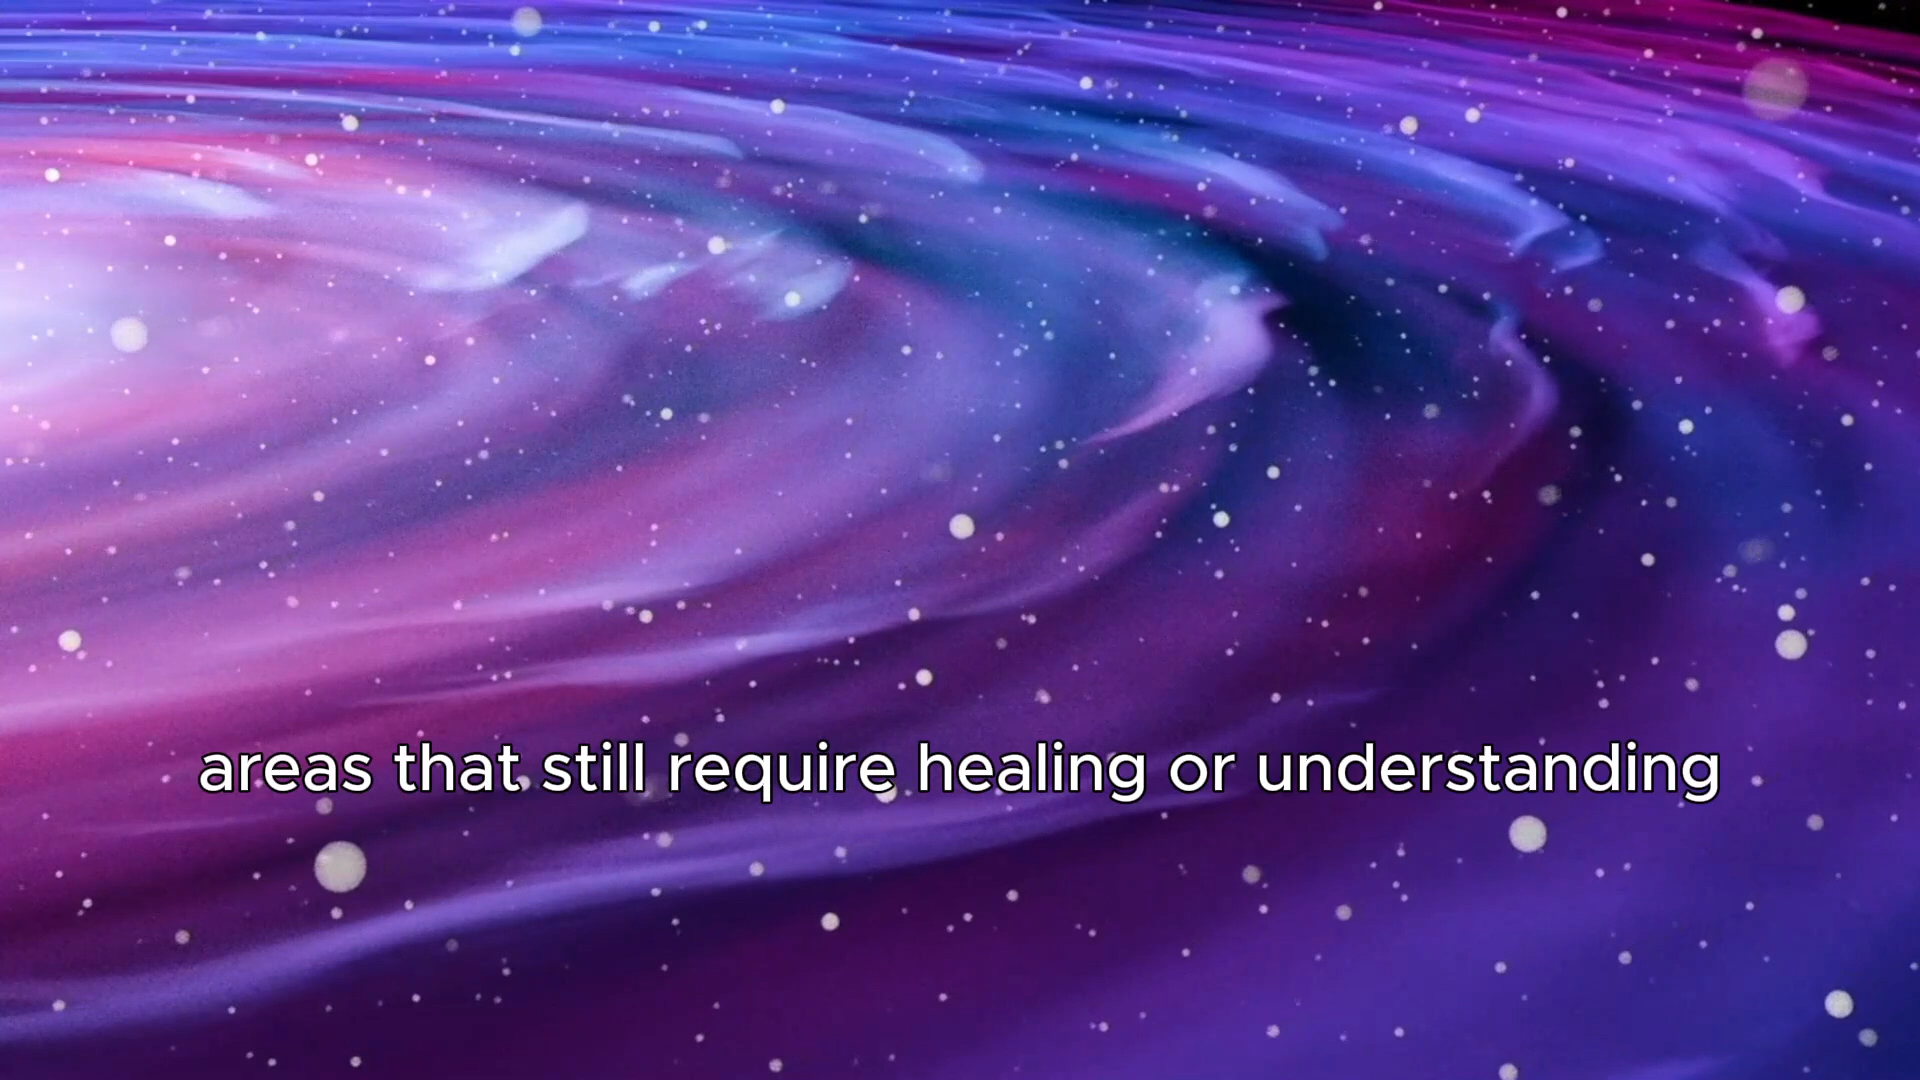 areas that still require healing or understanding